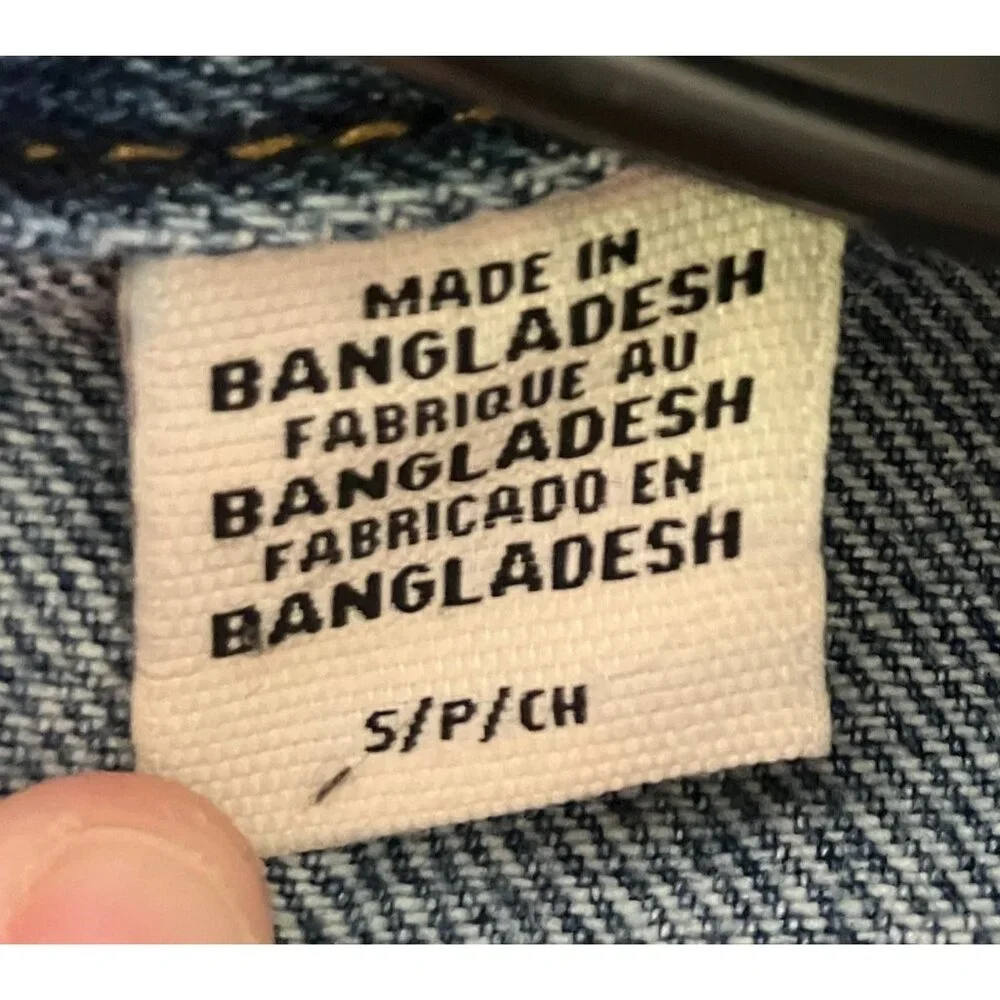 MADE IN
BANGLADESH
FABRIQUE AU
BANGLADESH
FABRICADO EN
BANGLADESH
S/P/CH